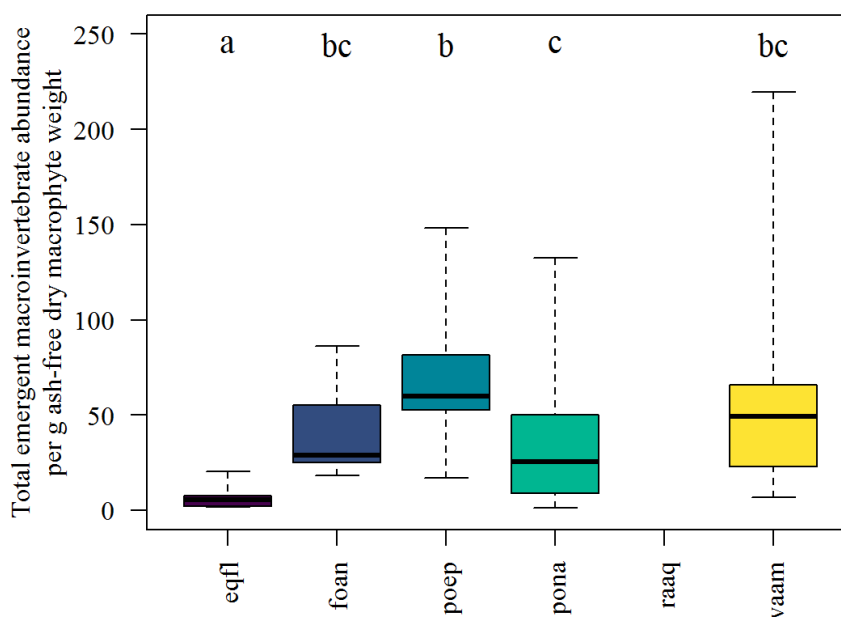 Total emergent macroinvertebrate abundance
per g ash-free dry macrophyte weight
250
200
150
100
50
0
a bc b c bc
eqfl foan poep pona raaq vaam